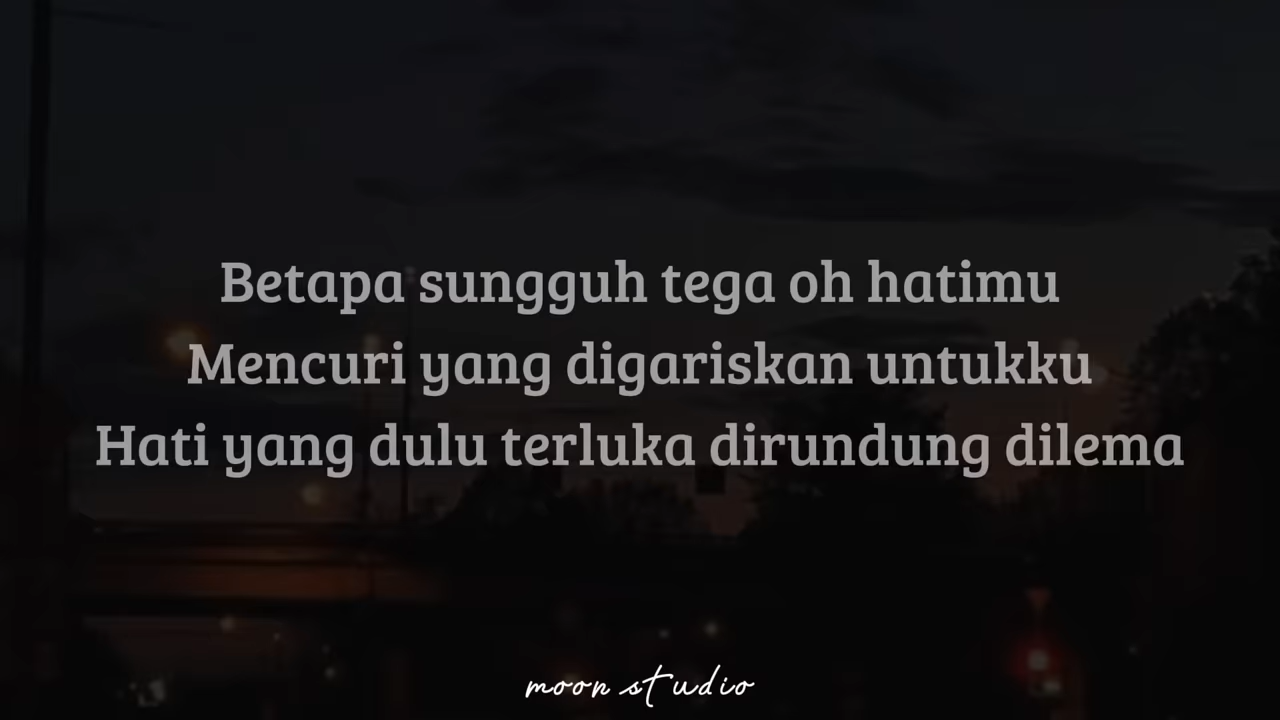 Betapa sungguh tega oh hatimu
Mencuri yang digariskan untukku
Hati yang dulu terluka dirundung dilema
moon studio